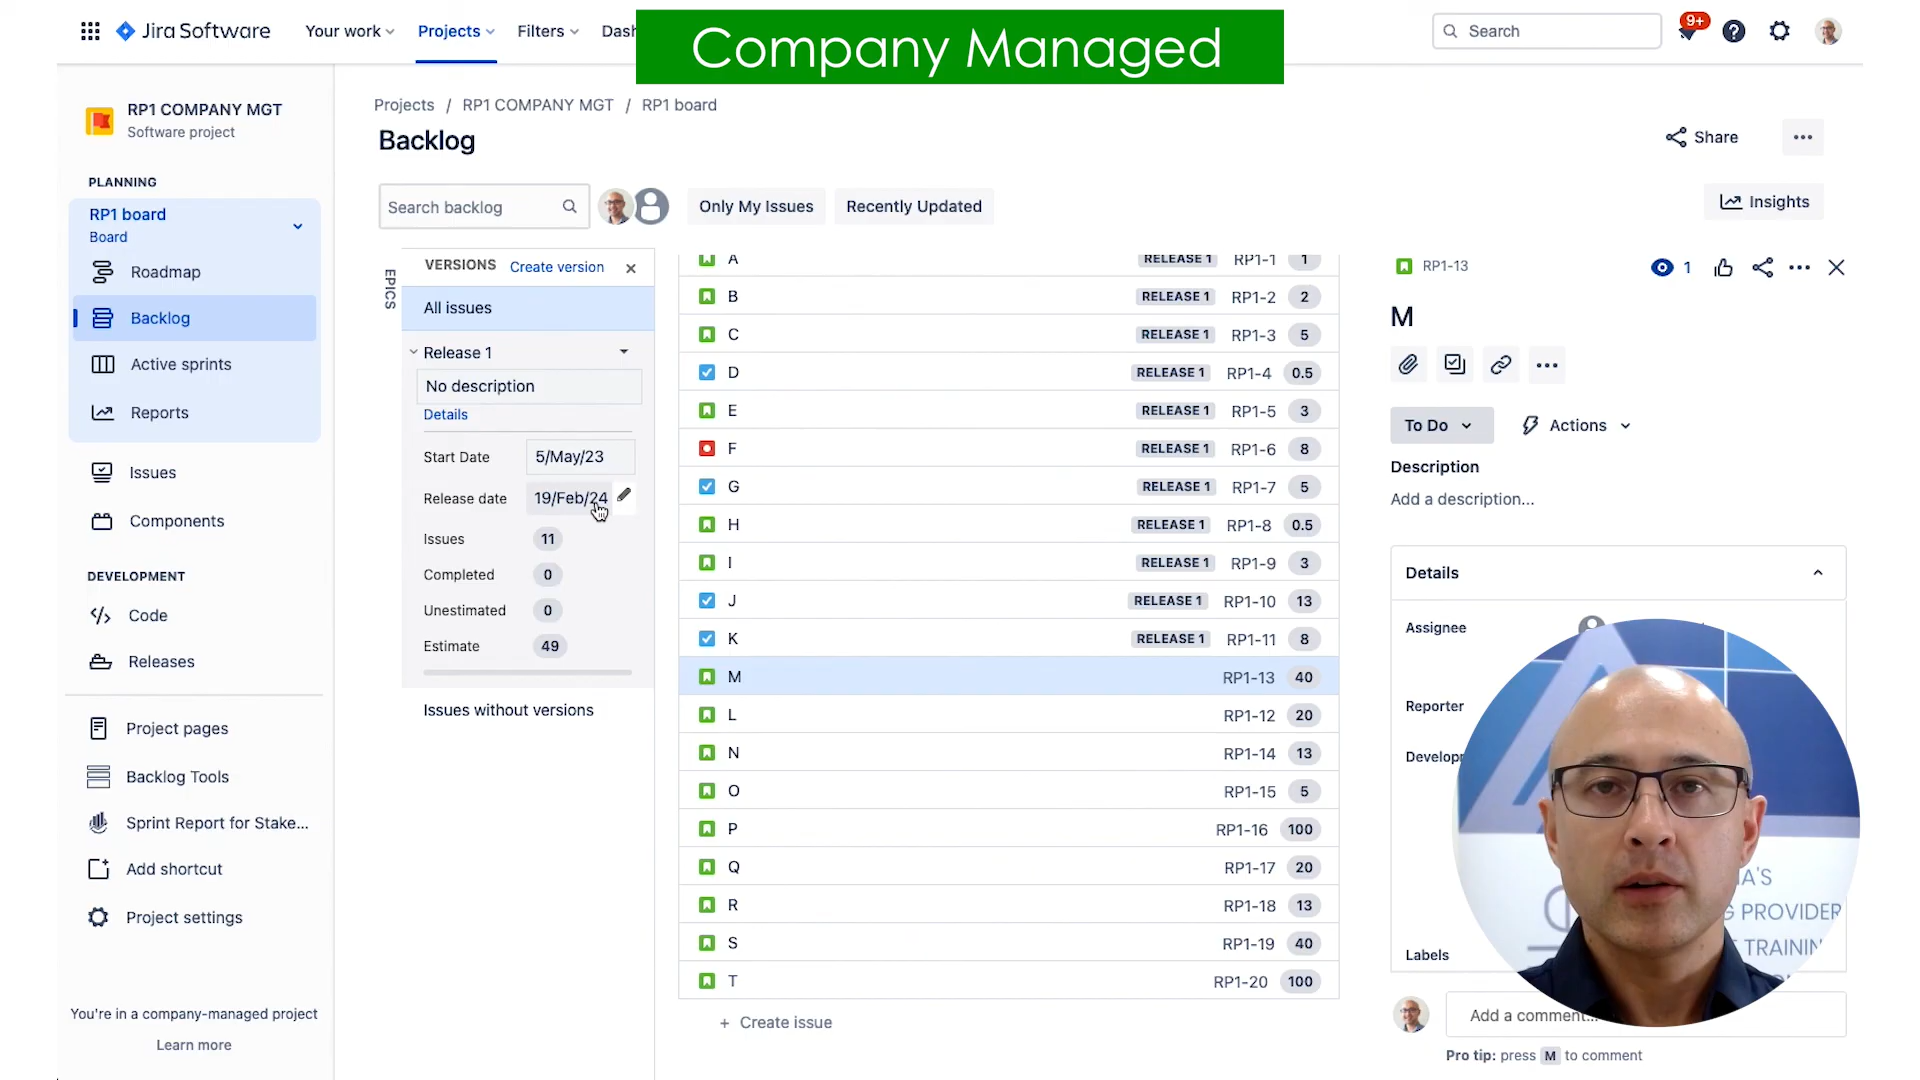 Jira Software
Your work
Projects
Filters
Dash
Company Managed
Search
9+
RP1 COMPANY MGT
Software project
PLANNING
RP1 board
Board
Roadmap
Backlog
Active sprints
Reports
Issues
Components
DEVELOPMENT
Code
Releases
Project pages
Backlog Tools
Sprint Report for Stake...
Add shortcut
Project settings
You're in a company-managed project
Learn more
Projects / RP1 COMPANY MGT / RP1 board
Backlog
Share
Search backlog
Only My Issues
Recently Updated
Insights
EPICS
VERSIONS
Create version
All issues
Release 1
No description
Details
Start Date 5/May/23
Release date 19/Feb/24
Issues 11
Completed 0
Unestimated 0
Estimate 49
Issues without versions
A RELEASE 1 RP1-1 1
B RELEASE 1 RP1-2 2
C RELEASE 1 RP1-3 5
D RELEASE 1 RP1-4 0.5
E RELEASE 1 RP1-5 3
F RELEASE 1 RP1-6 8
G RELEASE 1 RP1-7 5
H RELEASE 1 RP1-8 0.5
I RELEASE 1 RP1-9 3
J RELEASE 1 RP1-10 13
K RELEASE 1 RP1-11 8
M RP1-13 40
L RP1-12 20
N RP1-14 13
O RP1-15 5
P RP1-16 100
Q RP1-17 20
R RP1-18 13
S RP1-19 40
T RP1-20 100
+ Create issue
RP1-13
1
M
To Do
Actions
Description
Add a description...
Details
Assignee
Reporter
Develop
Labels
IA'S
G PROVIDER
TRAININ
Add a comment...
Pro tip: press M to comment